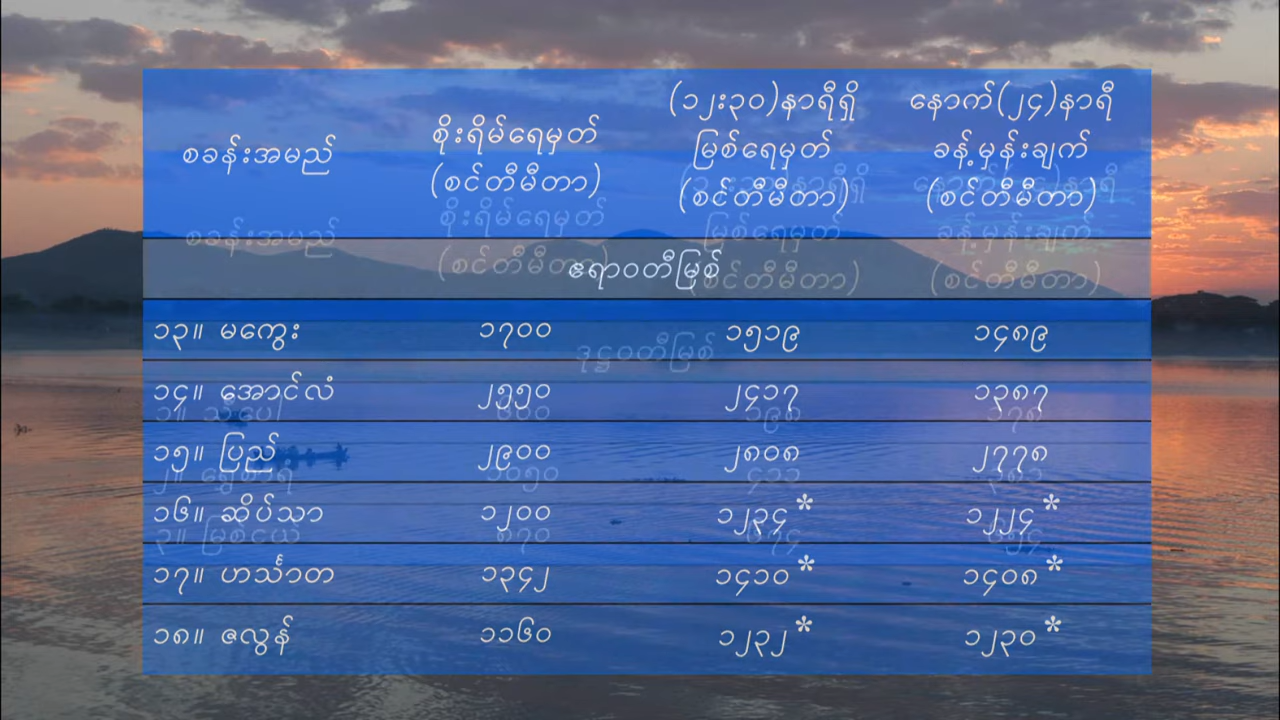 စခန်းအမည် စိုးရိမ်ရေမှတ် (စင်တီမီတာ) (၁၂း၃၀)နာရီရှိ မြစ်ရေမှတ် (စင်တီမီတာ) နောက်(၂၄)နာရီ ခန့်မှန်းချက် (စင်တီမီတာ)
ဧရာဝတီမြစ်
၁၃။ မကွေး ၁၇၀၀ ၁၅၁၉ ၁၄၈၉
၁၄။ အောင်လံ ၂၅၅၀ ၂၄၁၇ ၁၃၈၇
၁၅။ ပြည် ၂၉၀၀ ၂၈၀၈ ၂၇၇၈
၁၆။ ဆိပ်သာ ၁၂၀၀ ၁၂၃၄* ၁၂၂၄*
၁၇။ ဟင်္သာတ ၁၃၄၂ ၁၄၁၀* ၁၄၀၈*
၁၈။ ဇလွန် ၁၁၆၀ ၁၂၃၂* ၁၂၃၀*
ဒုဋ္ဌဝတီမြစ်